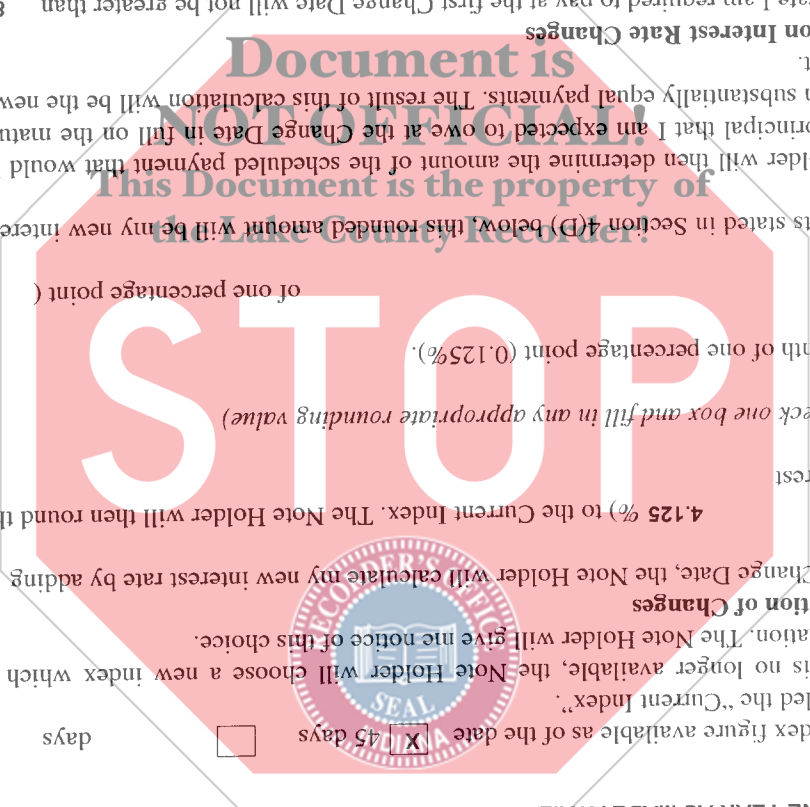 Document is
NOT OFFICIAL!
This Document is the property of
the Lake County Recorder!
STOP
RECORDER'S OFFICE
SEAL
INDIANA
dex figure available as of the date X 45 days days
led the “Current Index”.
is no longer available, the Note Holder will choose a new index which
ation. The Note Holder will give me notice of this choice.
tion of Changes
Change Date, the Note Holder will calculate my new interest rate by adding
4.125 %) to the Current Index. The Note Holder will then round th
rest
eck one box and fill in any appropriate rounding value)
nth of one percentage point (0.125%).
of one percentage point (
ts stated in Section 4(D) below, this rounded amount will be my new intere
lder will then determine the amount of the scheduled payment that would
principal that I am expected to owe at the Change Date in full on the matu
n substantially equal payments. The result of this calculation will be the new
t.
on Interest Rate Changes
rate I am required to pay at the first Change Date will not be greater than